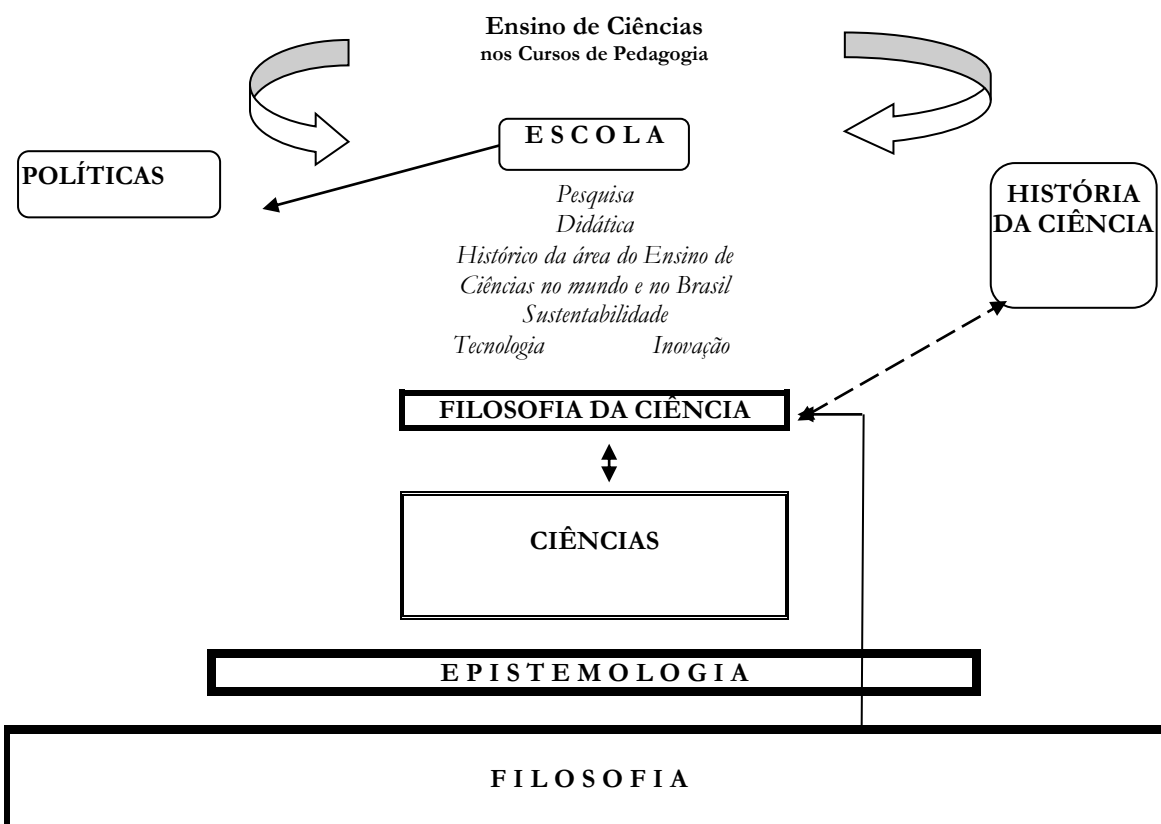 Ensino de Ciências
nos Cursos de Pedagogia
E S C O L A
POLÍTICAS
HISTÓRIA
DA CIÊNCIA
Pesquisa
Didática
Histórico da área do Ensino de
Ciências no mundo e no Brasil
Sustentabilidade
Tecnologia Inovação
FILOSOFIA DA CIÊNCIA
CIÊNCIAS
E P I S T E M O L O G I A
F I L O S O F I A